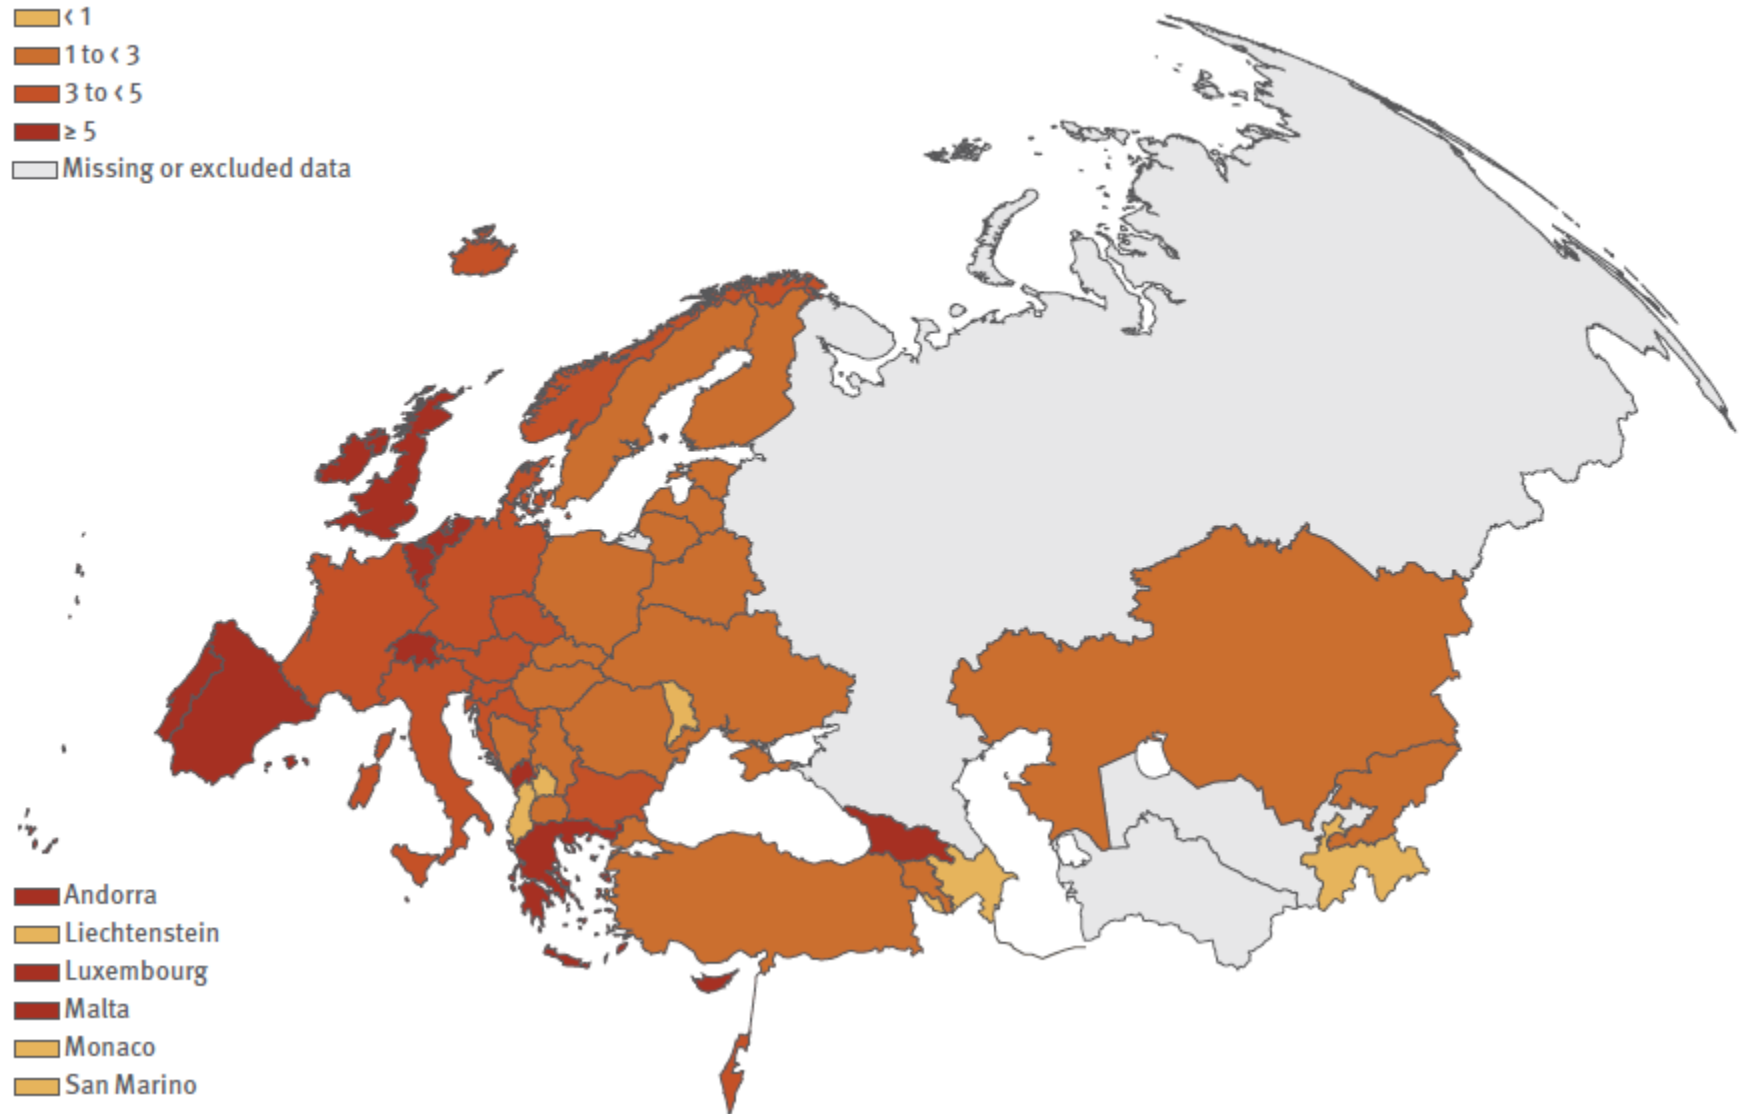 < 1
1 to < 3
3 to < 5
≥ 5
Missing or excluded data
Andorra
Liechtenstein
Luxembourg
Malta
Monaco
San Marino